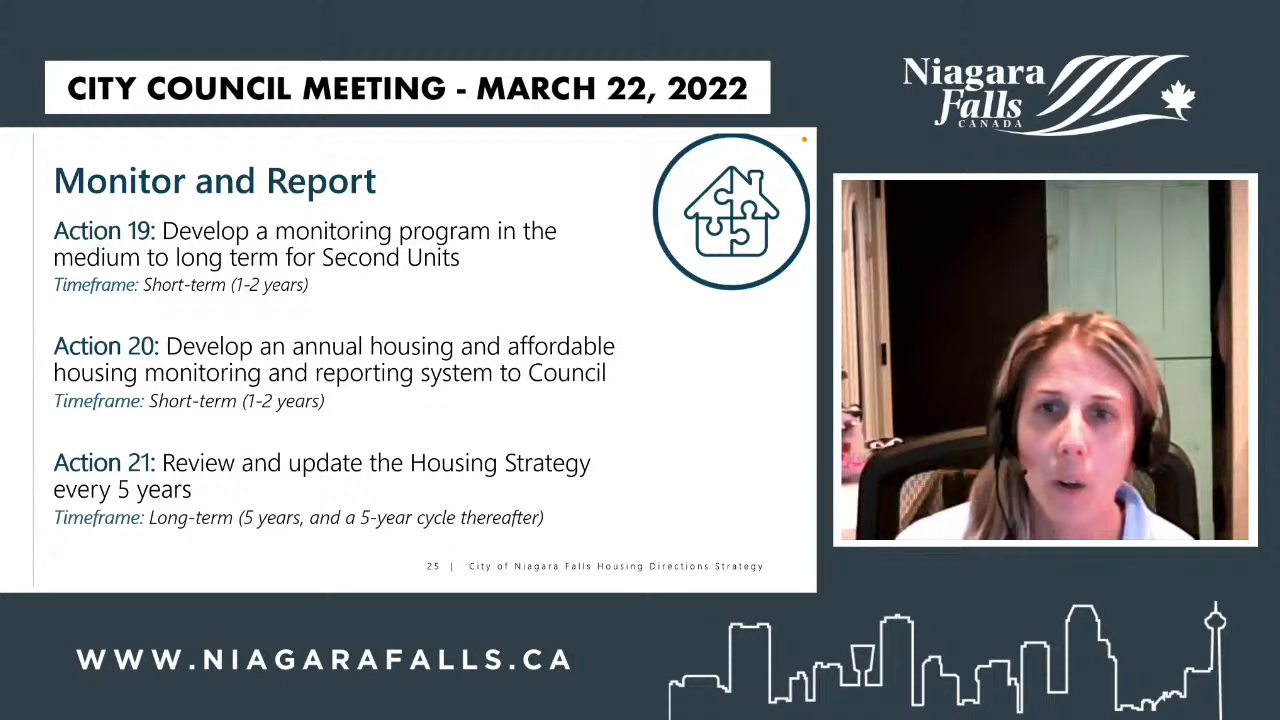 CITY COUNCIL MEETING - MARCH 22, 2022
Niagara
Falls
CANADA
Monitor and Report
Action 19: Develop a monitoring program in the
medium to long term for Second Units
Timeframe: Short-term (1-2 years)
Action 20: Develop an annual housing and affordable
housing monitoring and reporting system to Council
Timeframe: Short-term (1-2 years)
Action 21: Review and update the Housing Strategy
every 5 years
Timeframe: Long-term (5 years, and a 5-year cycle thereafter)
25 | City of Niagara Falls Housing Directions Strategy
WWW.NIAGARAFALLS.CA